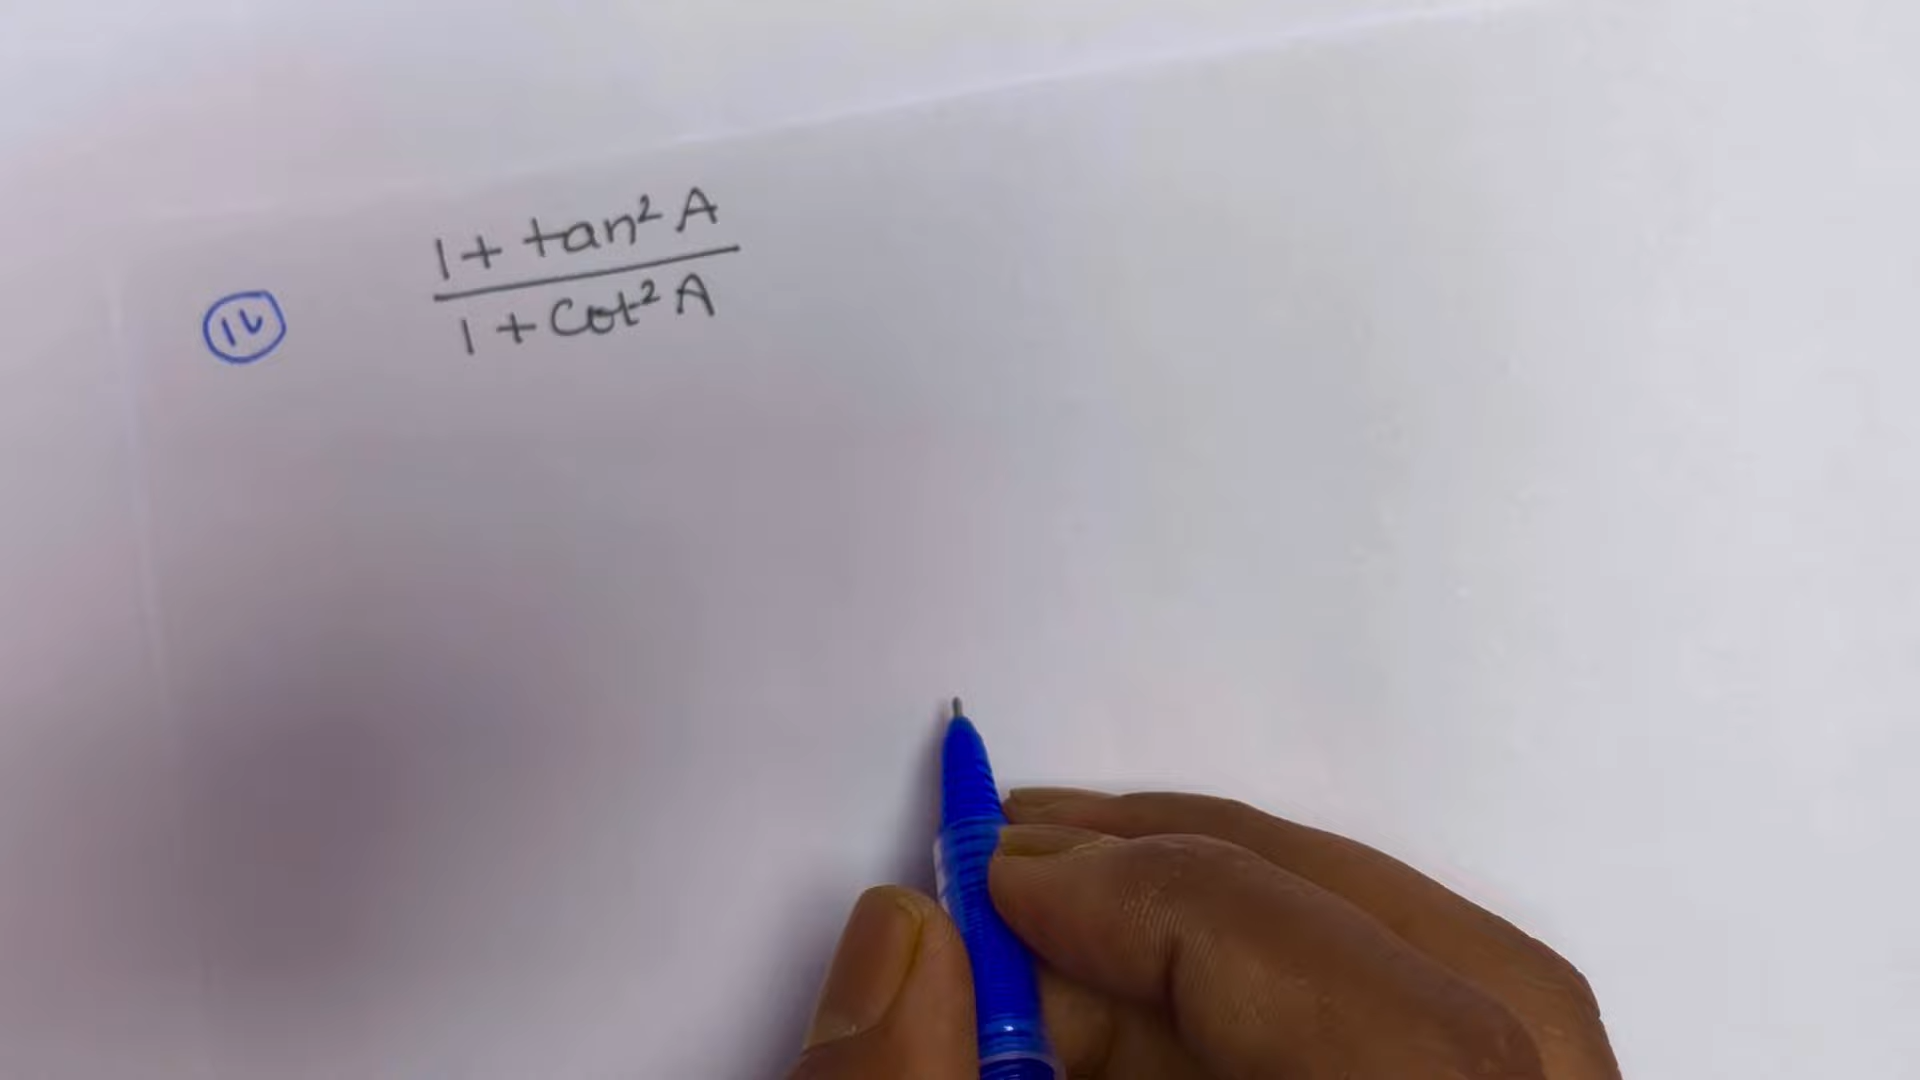 1 + tan² A
16 1 + Cot² A